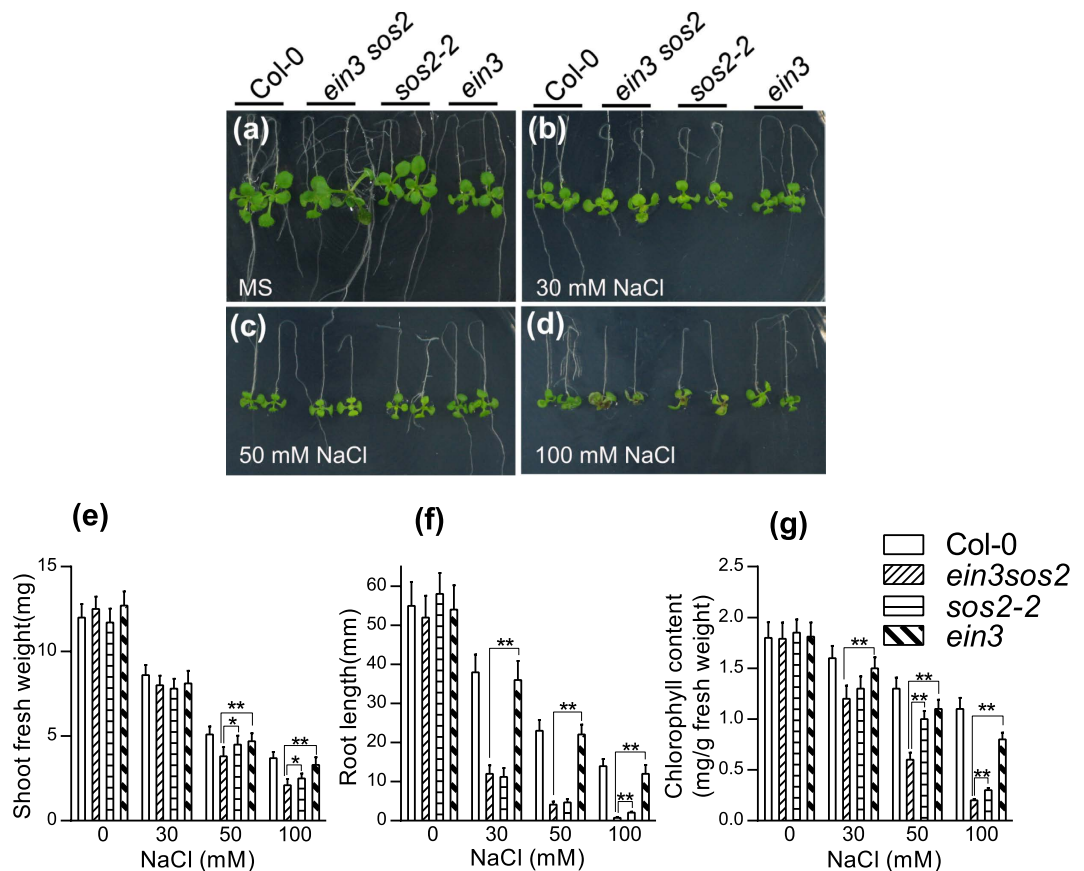 Col-0 ein3 sos2 sos2-2 ein3 Col-0 ein3 sos2 sos2-2 ein3
(a) (b)
MS 30 mM NaCl
(c) (d)
50 mM NaCl 100 mM NaCl
(e) (f) (g)
Col-0
ein3sos2
sos2-2
ein3
Shoot fresh weight(mg)
15
10
5
0
** *
** *
0 30 50 100
NaCl (mM)
Root length(mm)
60
50
40
30
20
10
0
**
**
** **
0 30 50 100
NaCl (mM)
Chlorophyll content
(mg/g fresh weight)
2.5
2.0
1.5
1.0
0.5
0.0
**
** **
** **
0 30 50 100
NaCl (mM)